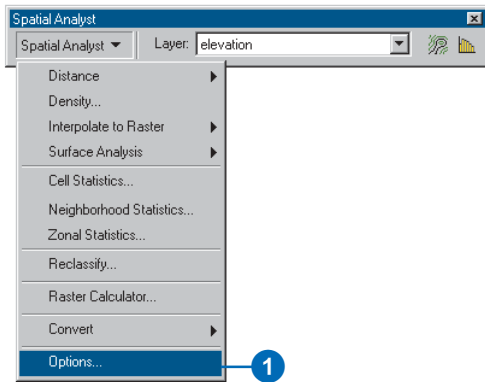 Spatial Analyst
Spatial Analyst Layer: elevation
Distance
Density...
Interpolate to Raster
Surface Analysis
Cell Statistics...
Neighborhood Statistics...
Zonal Statistics...
Reclassify...
Raster Calculator...
Convert
Options... 1